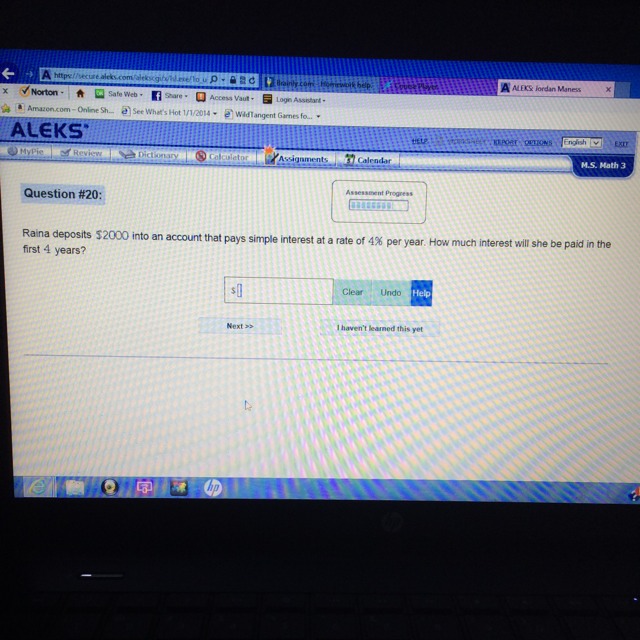 https://secure.aleks.com/alekscgi/x/Isl.exe/1o_u
Brainly.com - Homework help
ALEKS: Jordan Maness
x Norton Safe Web Share Access Vault Login Assistant
Amazon.com – Online Sh... See What's Hot 1/1/2014 WildTangent Games fo...
ALEKS
HELP REPORT OPTIONS English EXIT
MyPie Review Dictionary Calculator Assignments Calendar
M.S. Math 3
Question #20:
Assessment Progress
Raina deposits $2000 into an account that pays simple interest at a rate of 4% per year. How much interest will she be paid in the
first 4 years?
$ Clear Undo Help
Next >> I haven't learned this yet
hp